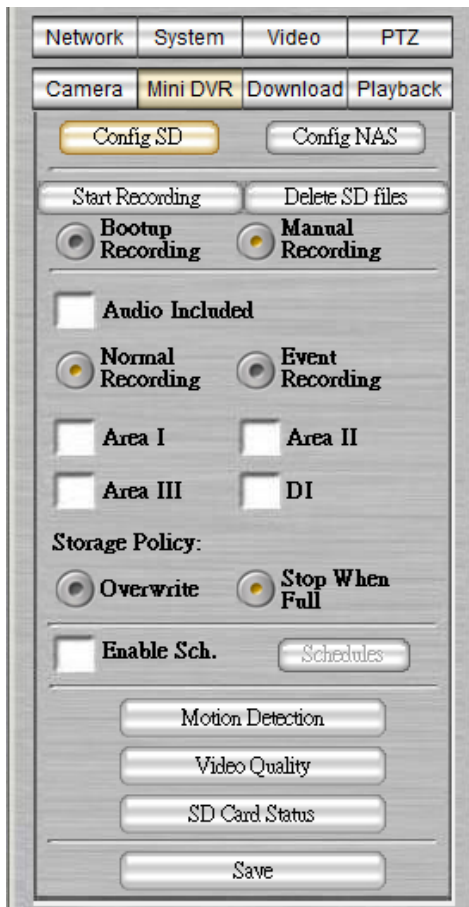 Network System Video PTZ
Camera Mini DVR Download Playback
Config SD Config NAS
Start Recording Delete SD files
Bootup Recording Manual Recording
Audio Included
Normal Recording Event Recording
Area I Area II
Area III DI
Storage Policy:
Overwrite Stop When Full
Enable Sch. Schedules
Motion Detection
Video Quality
SD Card Status
Save